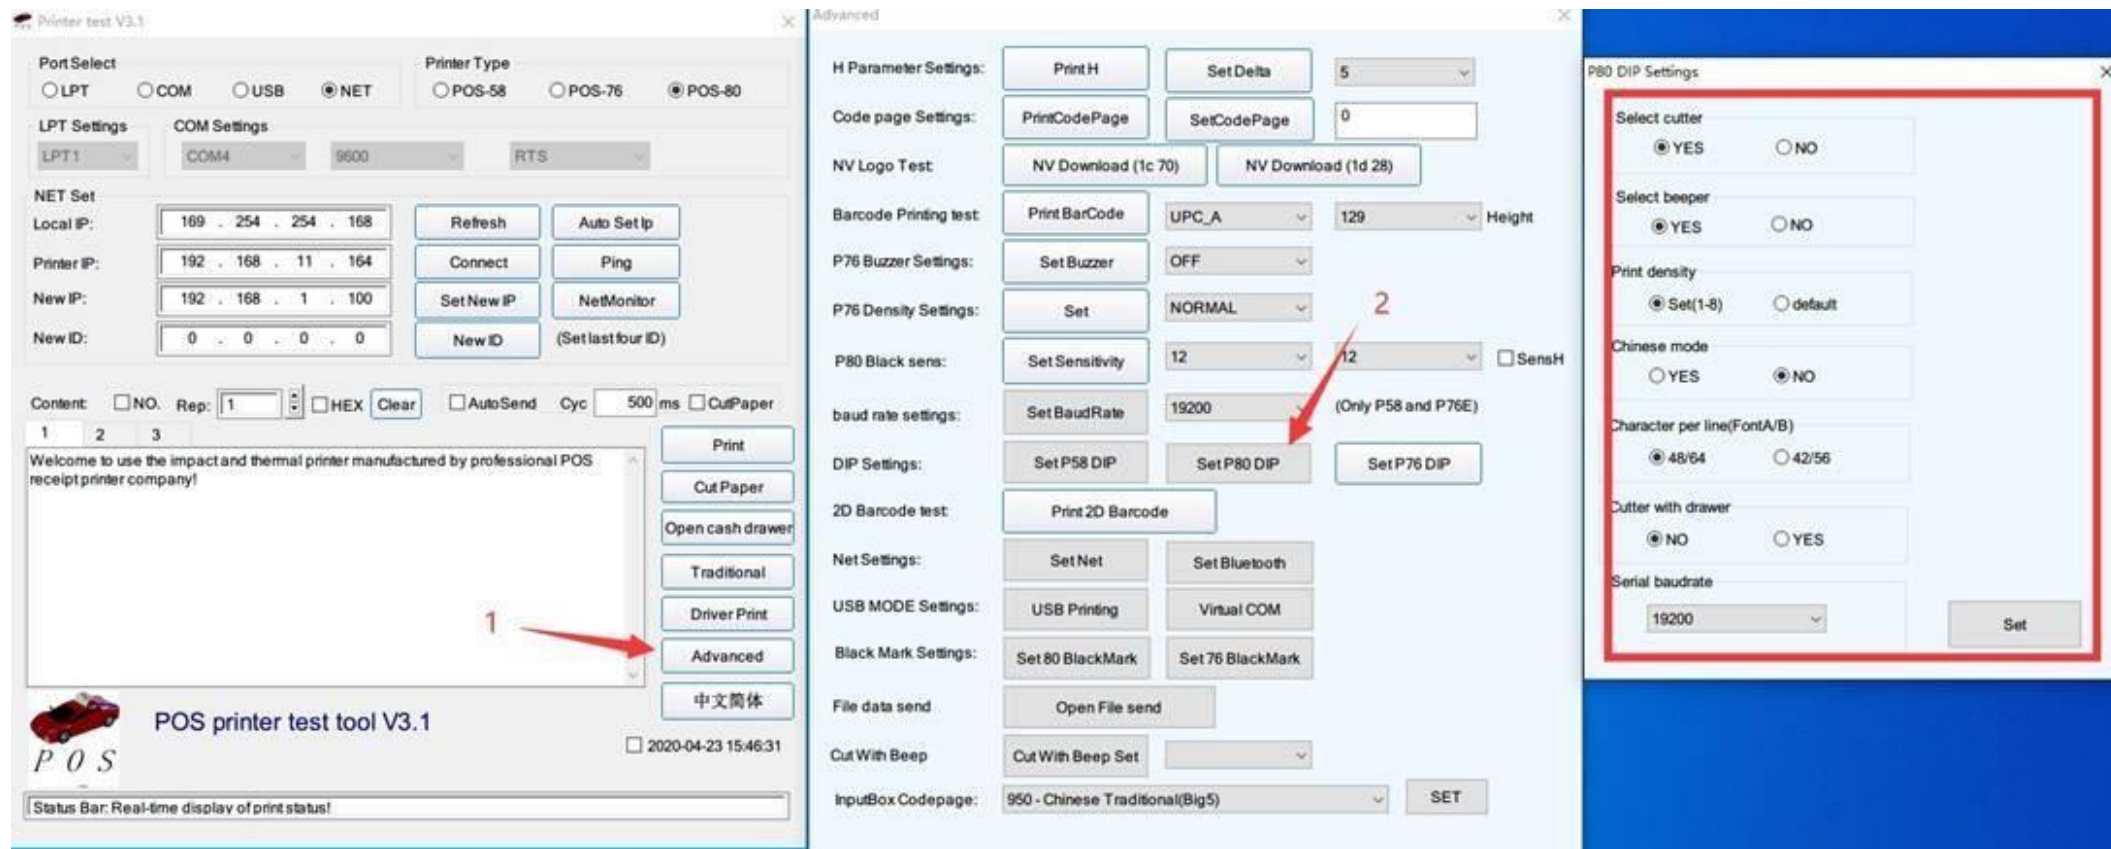 Printer test V3.1
Port Select
LPT COM USB NET
Printer Type
POS-58 POS-76 POS-80
LPT Settings
LPT1
COM Settings
COM4 9600 RTS
NET Set
Local IP: 169 . 254 . 254 . 168 Refresh Auto Set Ip
Printer IP: 192 . 168 . 11 . 164 Connect Ping
New IP: 192 . 168 . 1 . 100 Set New IP NetMonitor
New ID: 0 . 0 . 0 . 0 New ID (Set last four ID)
Content: NO. Rep: 1 HEX Clear AutoSend Cyc 500 ms CutPaper
1 2 3
Welcome to use the impact and thermal printer manufactured by professional POS
receipt printer company!
Print
Cut Paper
Open cash drawer
Traditional
Driver Print
1
Advanced
中文简体
POS
POS printer test tool V3.1
2020-04-23 15:46:31
Status Bar: Real-time display of print status!
Advanced
H Parameter Settings: Print H Set Delta 5
Code page Settings: PrintCodePage SetCodePage 0
NV Logo Test: NV Download (1c 70) NV Download (1d 28)
Barcode Printing test: Print BarCode UPC_A 129 Height
P76 Buzzer Settings: Set Buzzer OFF
P76 Density Settings: Set NORMAL
2
P80 Black sens: Set Sensitivity 12 12 SensH
baud rate settings: Set BaudRate 19200 (Only P58 and P76E)
DIP Settings: Set P58 DIP Set P80 DIP Set P76 DIP
2D Barcode test: Print 2D Barcode
Net Settings: Set Net Set Bluetooth
USB MODE Settings: USB Printing Virtual COM
Black Mark Settings: Set 80 BlackMark Set 76 BlackMark
File data send Open File send
Cut With Beep Cut With Beep Set
InputBox Codepage: 950 - Chinese Traditional(Big5) SET
P80 DIP Settings
Select cutter
YES NO
Select beeper
YES NO
Print density
Set(1-8) default
Chinese mode
YES NO
Character per line(FontA/B)
48/64 42/56
Cutter with drawer
NO YES
Serial baudrate
19200
Set